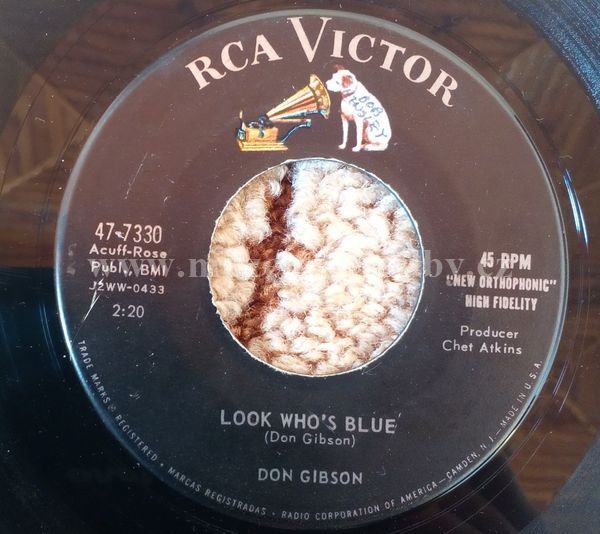 RCA VICTOR
BOB
47-7330
Acuff-Rose
Publ., BMI
J2WW-0433
2:20
45 RPM
"NEW ORTHOPHONIC"
HIGH FIDELITY
Producer
Chet Atkins
LOOK WHO'S BLUE
(Don Gibson)
DON GIBSON
TRADE MARKS ® REGISTERED • MARCAS REGISTRADAS • RADIO CORPORATION OF AMERICA—CAMDEN, N.J.—MADE IN U.S.A.